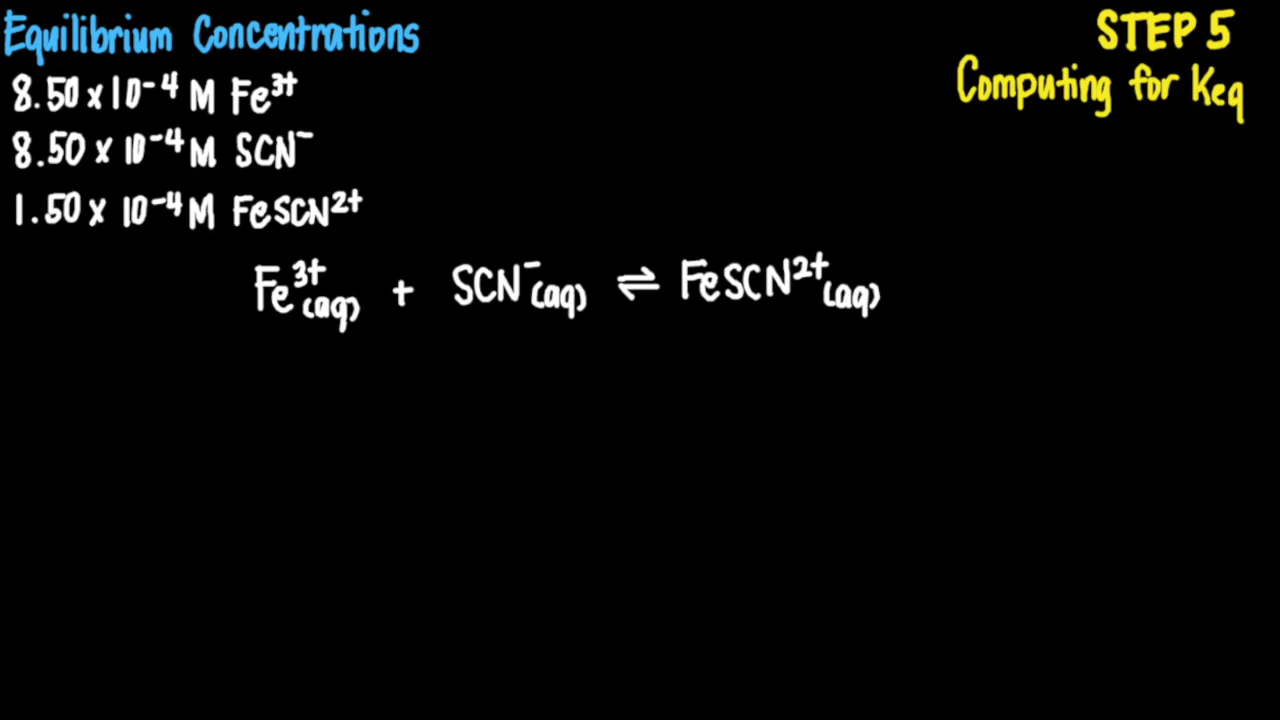 Equilibrium Concentrations
STEP 5
Computing for Keq
8.50 x 10⁻⁴ M Fe³⁺
8.50 x 10⁻⁴ M SCN⁻
1.50 x 10⁻⁴ M FeSCN²⁺
Fe³⁺(aq) + SCN⁻(aq) ⇌ FeSCN²⁺(aq)